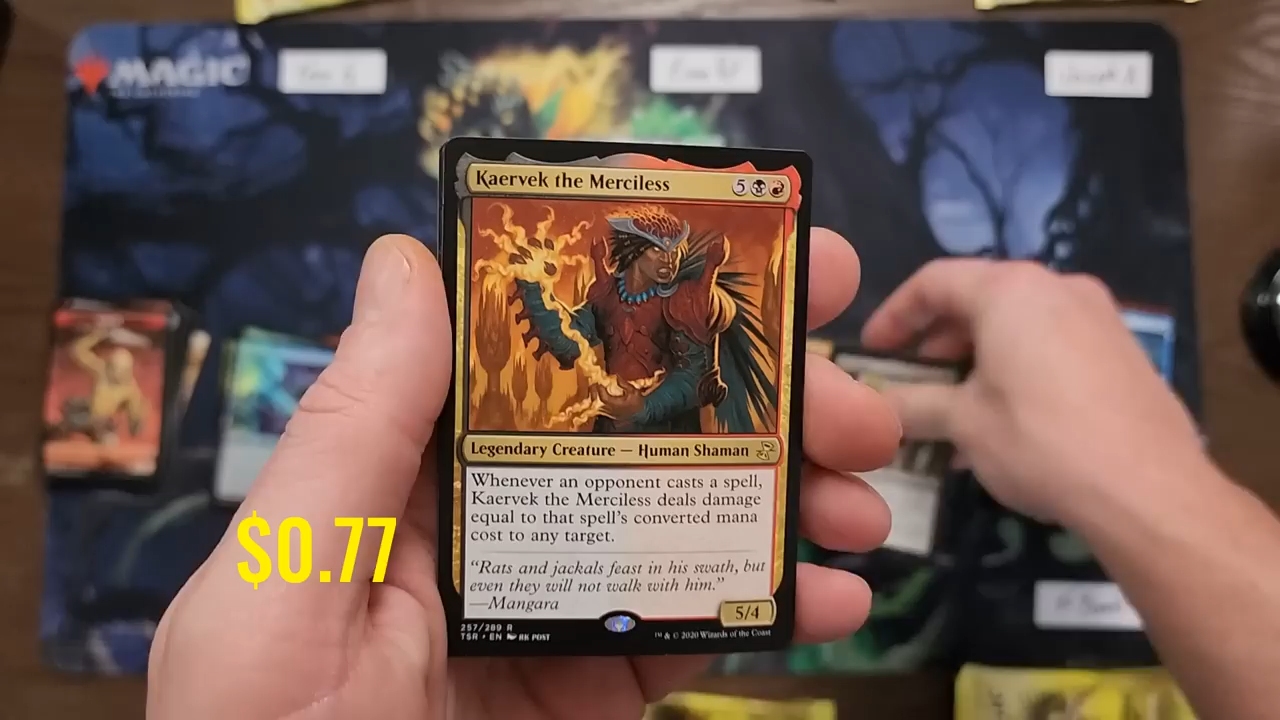 MAGIC
Kaervek the Merciless
5
Legendary Creature — Human Shaman
Whenever an opponent casts a spell,
Kaervek the Merciless deals damage
equal to that spell's converted mana
cost to any target.
"Rats and jackals feast in his swath, but
even they will not walk with him."
—Mangara
5/4
257/289 R
TSR • EN RK POST
™ & © 2020 Wizards of the Coast
$0.77